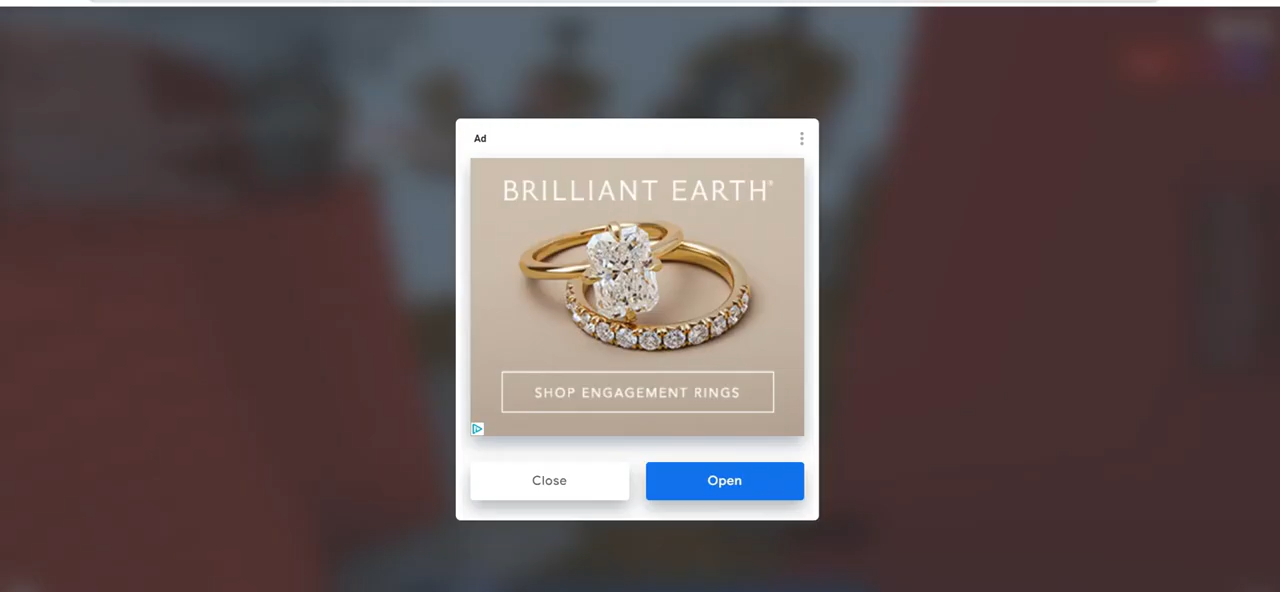 Ad
BRILLIANT EARTH®
SHOP ENGAGEMENT RINGS
Close
Open